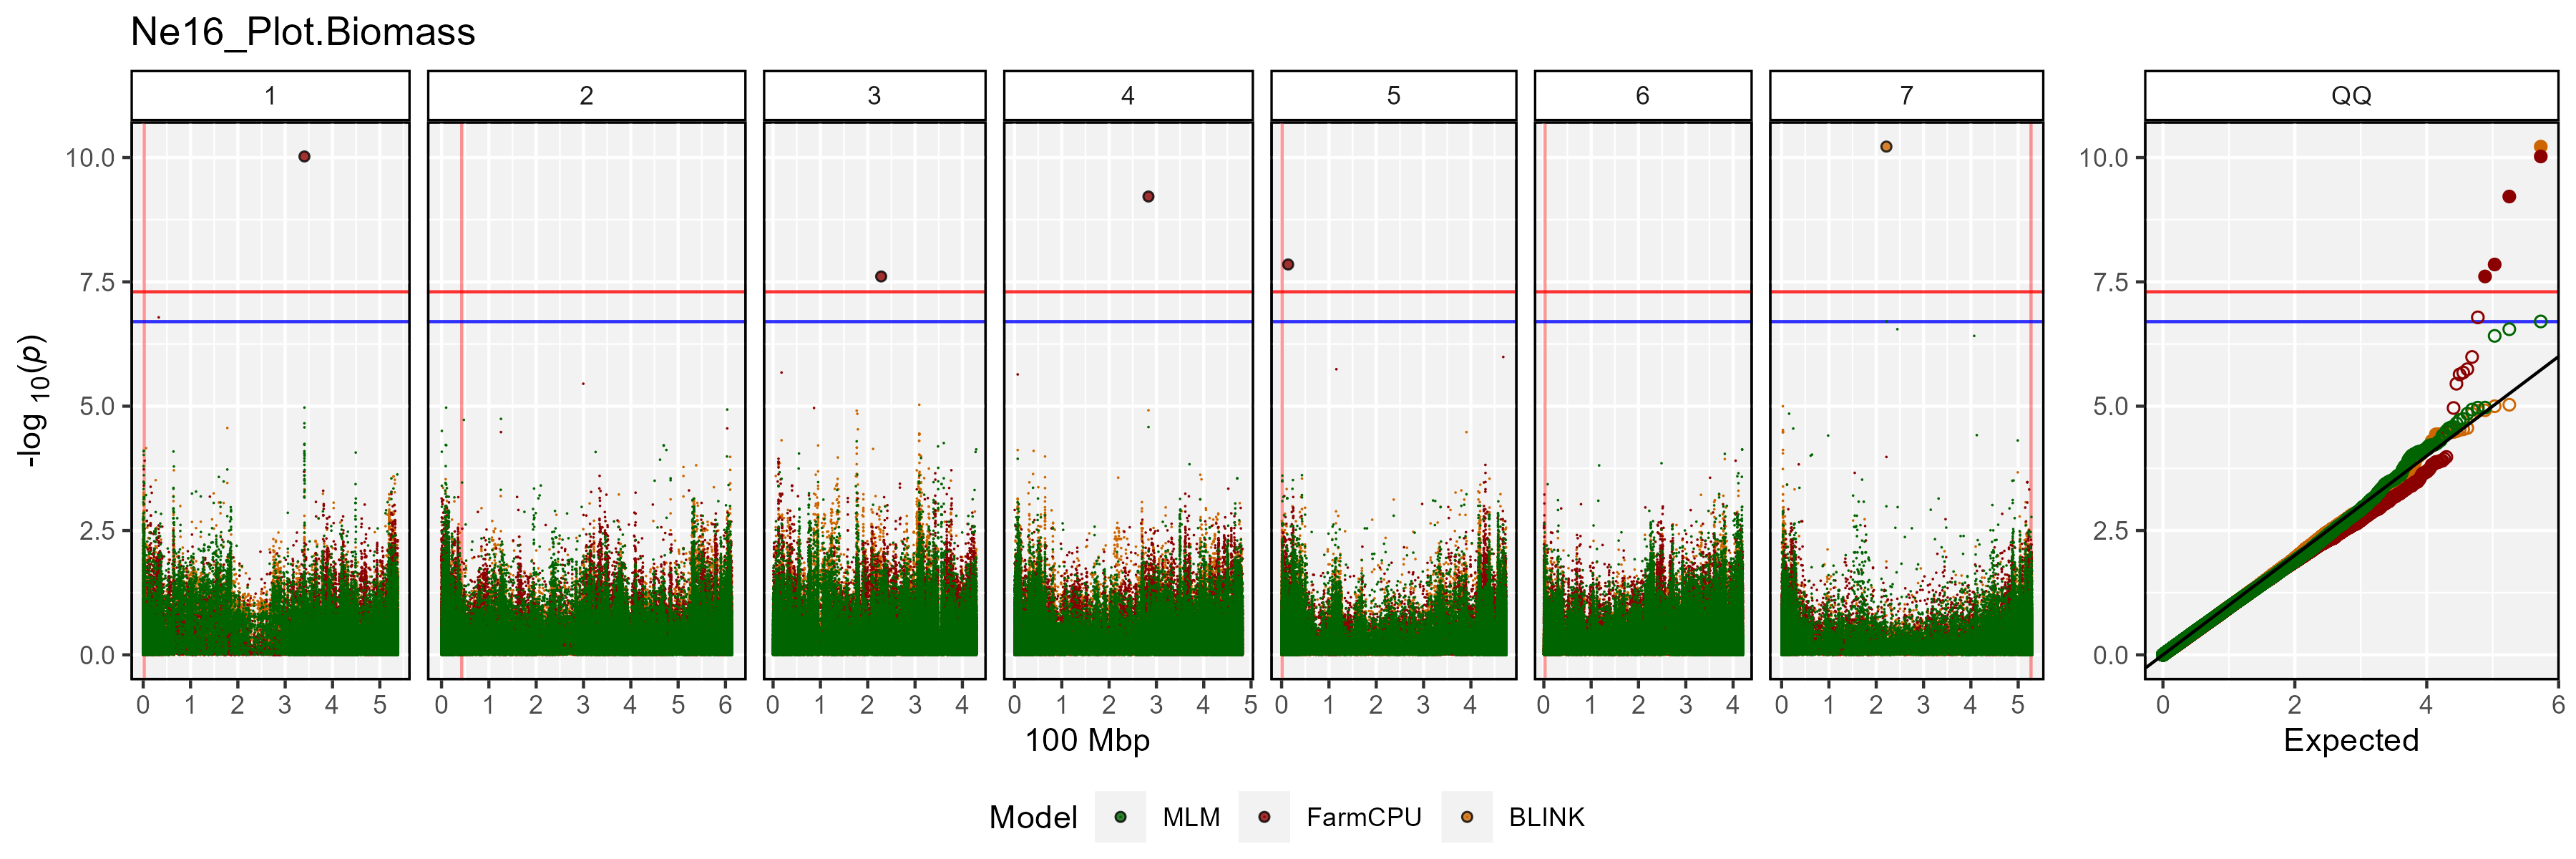 Ne16_Plot.Biomass
1 2 3 4 5 6 7 QQ
10.0 10.0
7.5 7.5
5.0 5.0
2.5 2.5
0.0 0.0
-log 10(p)
0 1 2 3 4 5 0 1 2 3 4 5 6 0 1 2 3 4 0 1 2 3 4 5 0 1 2 3 4 0 1 2 3 4 0 1 2 3 4 5 0 2 4 6
100 Mbp Expected
Model MLM FarmCPU BLINK